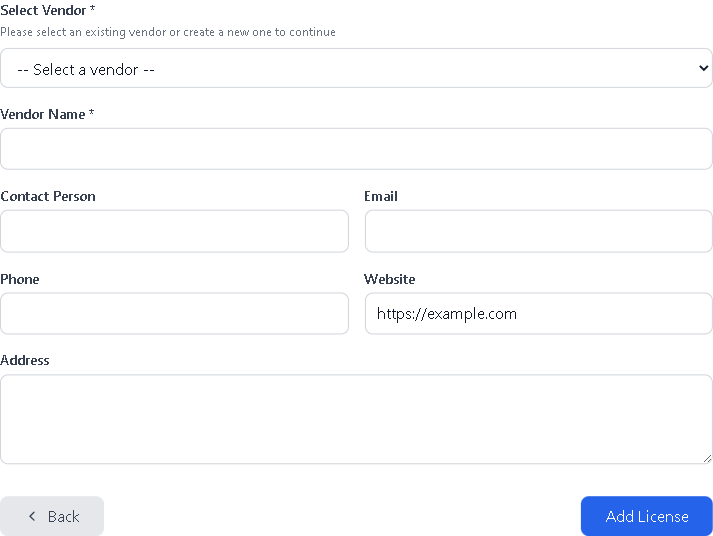 Select Vendor *
Please select an existing vendor or create a new one to continue
-- Select a vendor --
Vendor Name *
Contact Person
Email
Phone
Website
https://example.com
Address
Back
Add License